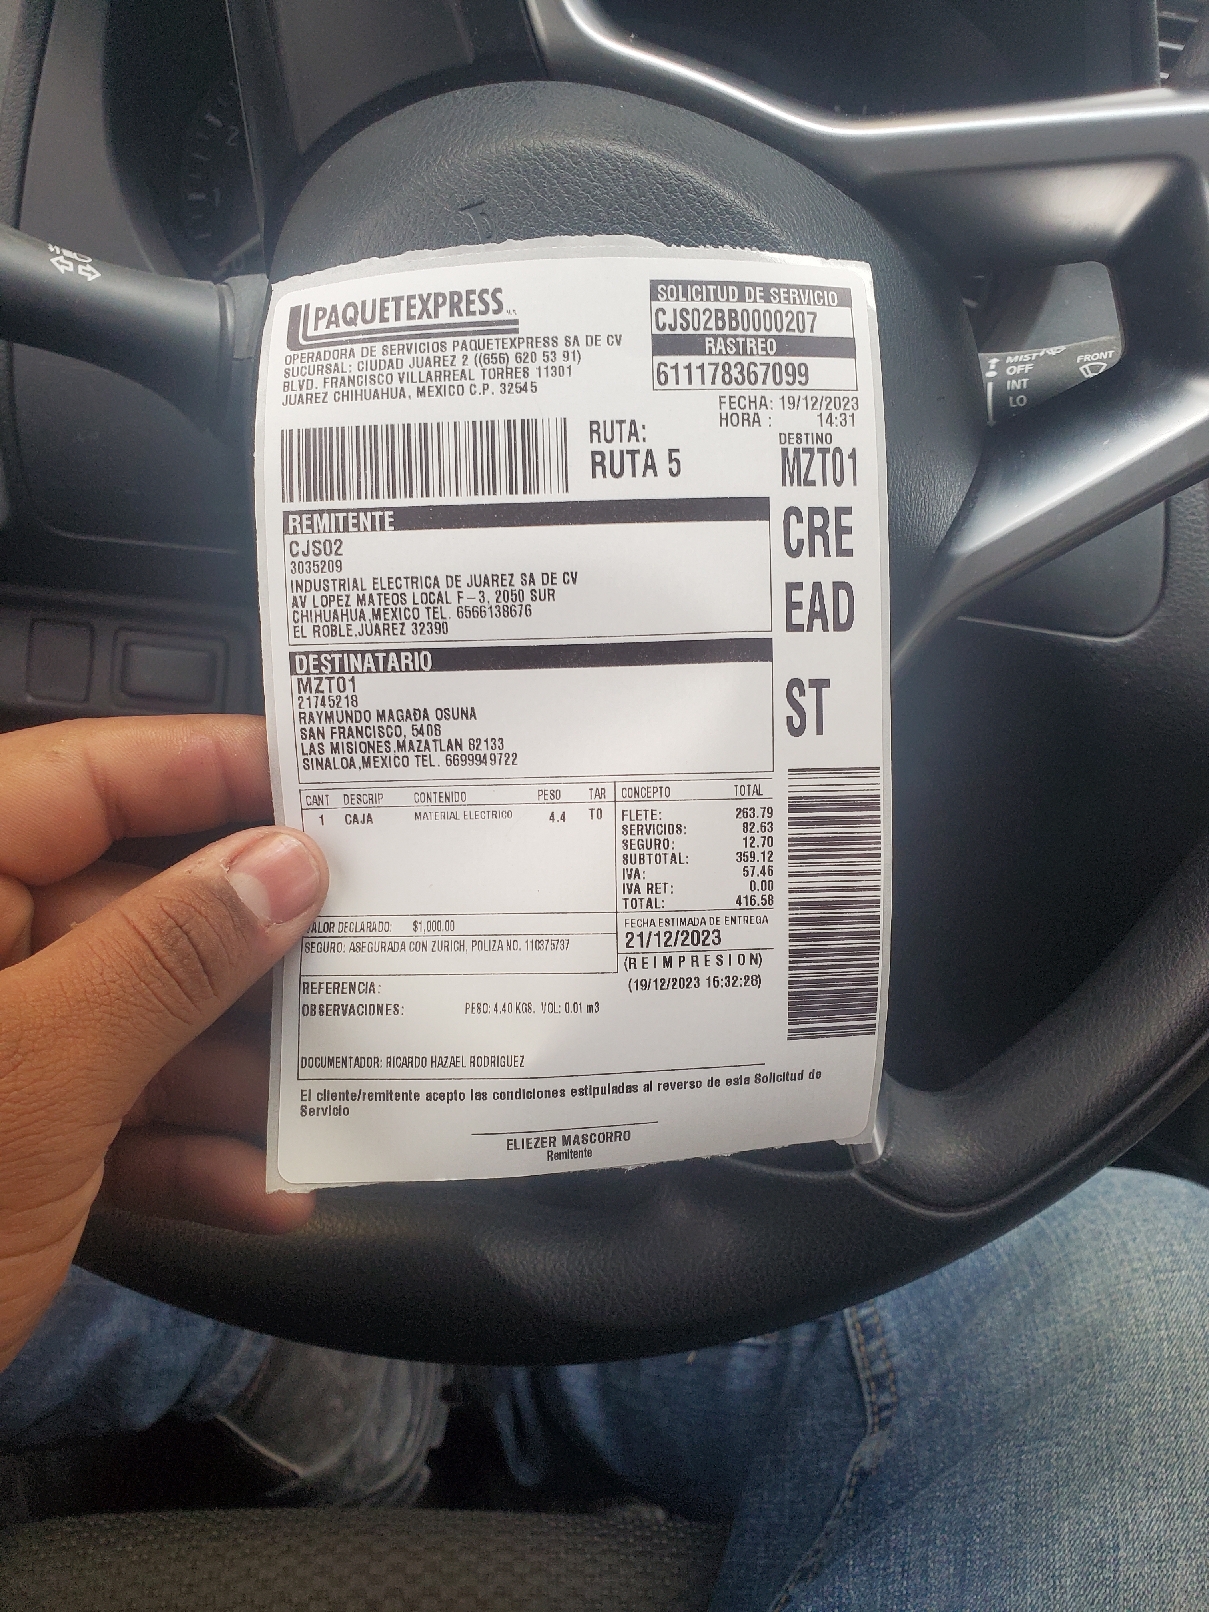 PAQUETEXPRESS
OPERADORA DE SERVICIOS PAQUETEXPRESS SA DE CV
SUCURSAL: CIUDAD JUAREZ 2 ((656) 620 53 91)
BLVD. FRANCISCO VILLARREAL TORRES 11301
JUAREZ CHIHUAHUA, MEXICO C.P. 32545
SOLICITUD DE SERVICIO
CJS02BB0000207
RASTREO
611178367099
FECHA: 19/12/2023
HORA : 14:31
RUTA:
RUTA 5
DESTINO
MZT01
CRE
EAD
ST
REMITENTE
CJS02
3035209
INDUSTRIAL ELECTRICA DE JUAREZ SA DE CV
AV LOPEZ MATEOS LOCAL F-3, 2050 SUR
CHIHUAHUA,MEXICO TEL. 6566138676
EL ROBLE,JUAREZ 32390
DESTINATARIO
MZT01
21745218
RAYMUNDO MAGAÐA OSUNA
SAN FRANCISCO, 5408
LAS MISIONES,MAZATLAN 82133
SINALOA,MEXICO TEL. 6699949722
CANT DESCRIP CONTENIDO PESO TAR
1 CAJA MATERIAL ELECTRICO 4.4 T0
CONCEPTO TOTAL
FLETE: 263.79
SERVICIOS: 82.63
SEGURO: 12.70
SUBTOTAL: 359.12
IVA: 57.46
IVA RET: 0.00
TOTAL: 416.58
VALOR DECLARADO: $1,000.00
SEGURO: ASEGURADA CON ZURICH, POLIZA NO. 110375737
FECHA ESTIMADA DE ENTREGA
21/12/2023
(REIMPRESION)
(19/12/2023 16:32:28)
REFERENCIA:
OBSERVACIONES: PESO: 4.40 KGS. VOL: 0.01 m3
DOCUMENTADOR: RICARDO HAZAEL RODRIGUEZ
El cliente/remitente acepto las condiciones estipuladas al reverso de esta Solicitud de
Servicio
ELIEZER MASCORRO
Remitente
MIST
OFF
INT
LO
FRONT